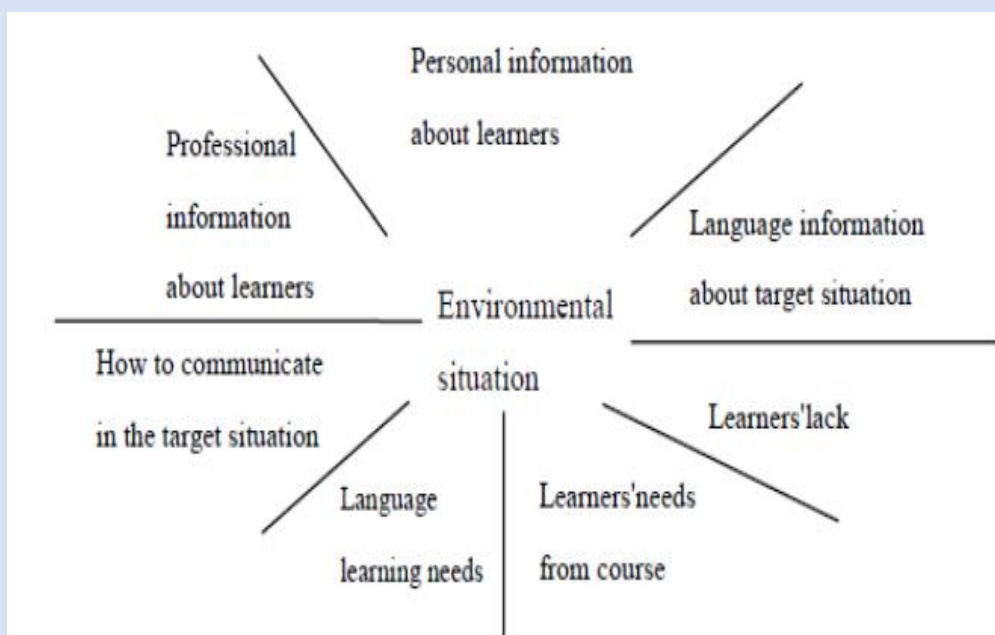 Personal information
about learners
Professional
information
about learners
Language information
about target situation
Environmental
situation
How to communicate
in the target situation
Learners'lack
Language
learning needs
Learners'needs
from course